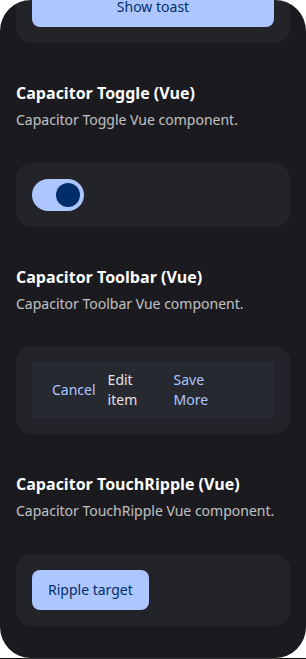 Show toast
Capacitor Toggle (Vue)
Capacitor Toggle Vue component.
Capacitor Toolbar (Vue)
Capacitor Toolbar Vue component.
Cancel
Edit
item
Save
More
Capacitor TouchRipple (Vue)
Capacitor TouchRipple Vue component.
Ripple target